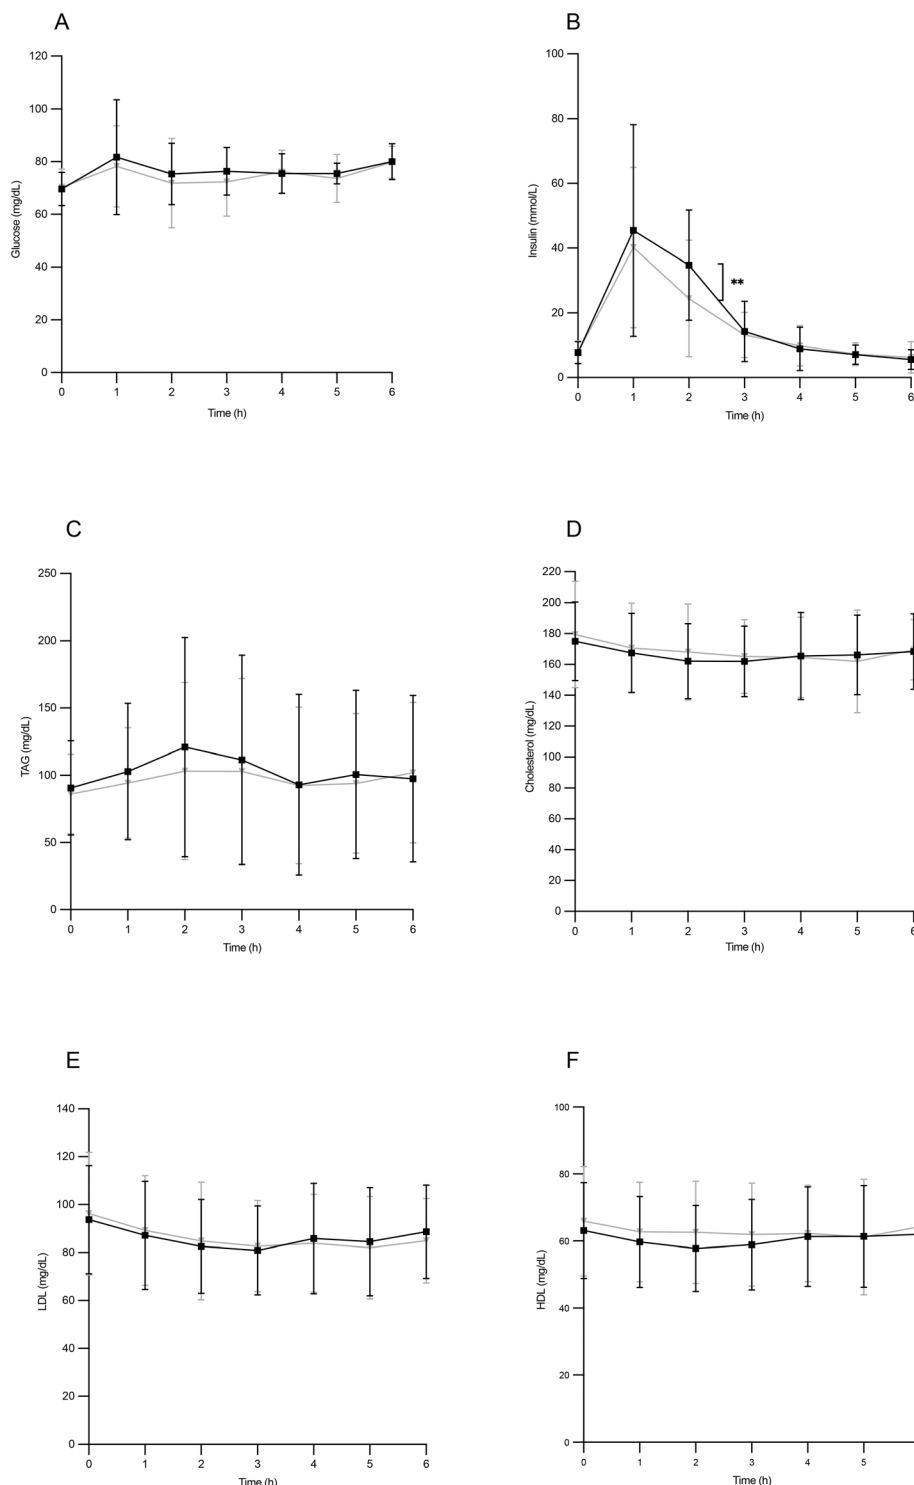 A
120
100
80
60
40
20
0
Glucose (mg/dL)
0 1 2 3 4 5 6
Time (h)
B
100
80
60
40
20
0
Insulin (mmol/L)
**
0 1 2 3 4 5 6
Time (h)
C
250
200
150
100
50
0
TAG (mg/dL)
0 1 2 3 4 5 6
Time (h)
D
220
200
180
160
140
120
100
80
60
40
20
0
Cholesterol (mg/dL)
0 1 2 3 4 5 6
Time (h)
E
140
120
100
80
60
40
20
0
LDL (mg/dL)
0 1 2 3 4 5 6
Time (h)
F
100
80
60
40
20
0
HDL (mg/dL)
0 1 2 3 4 5
Time (h)